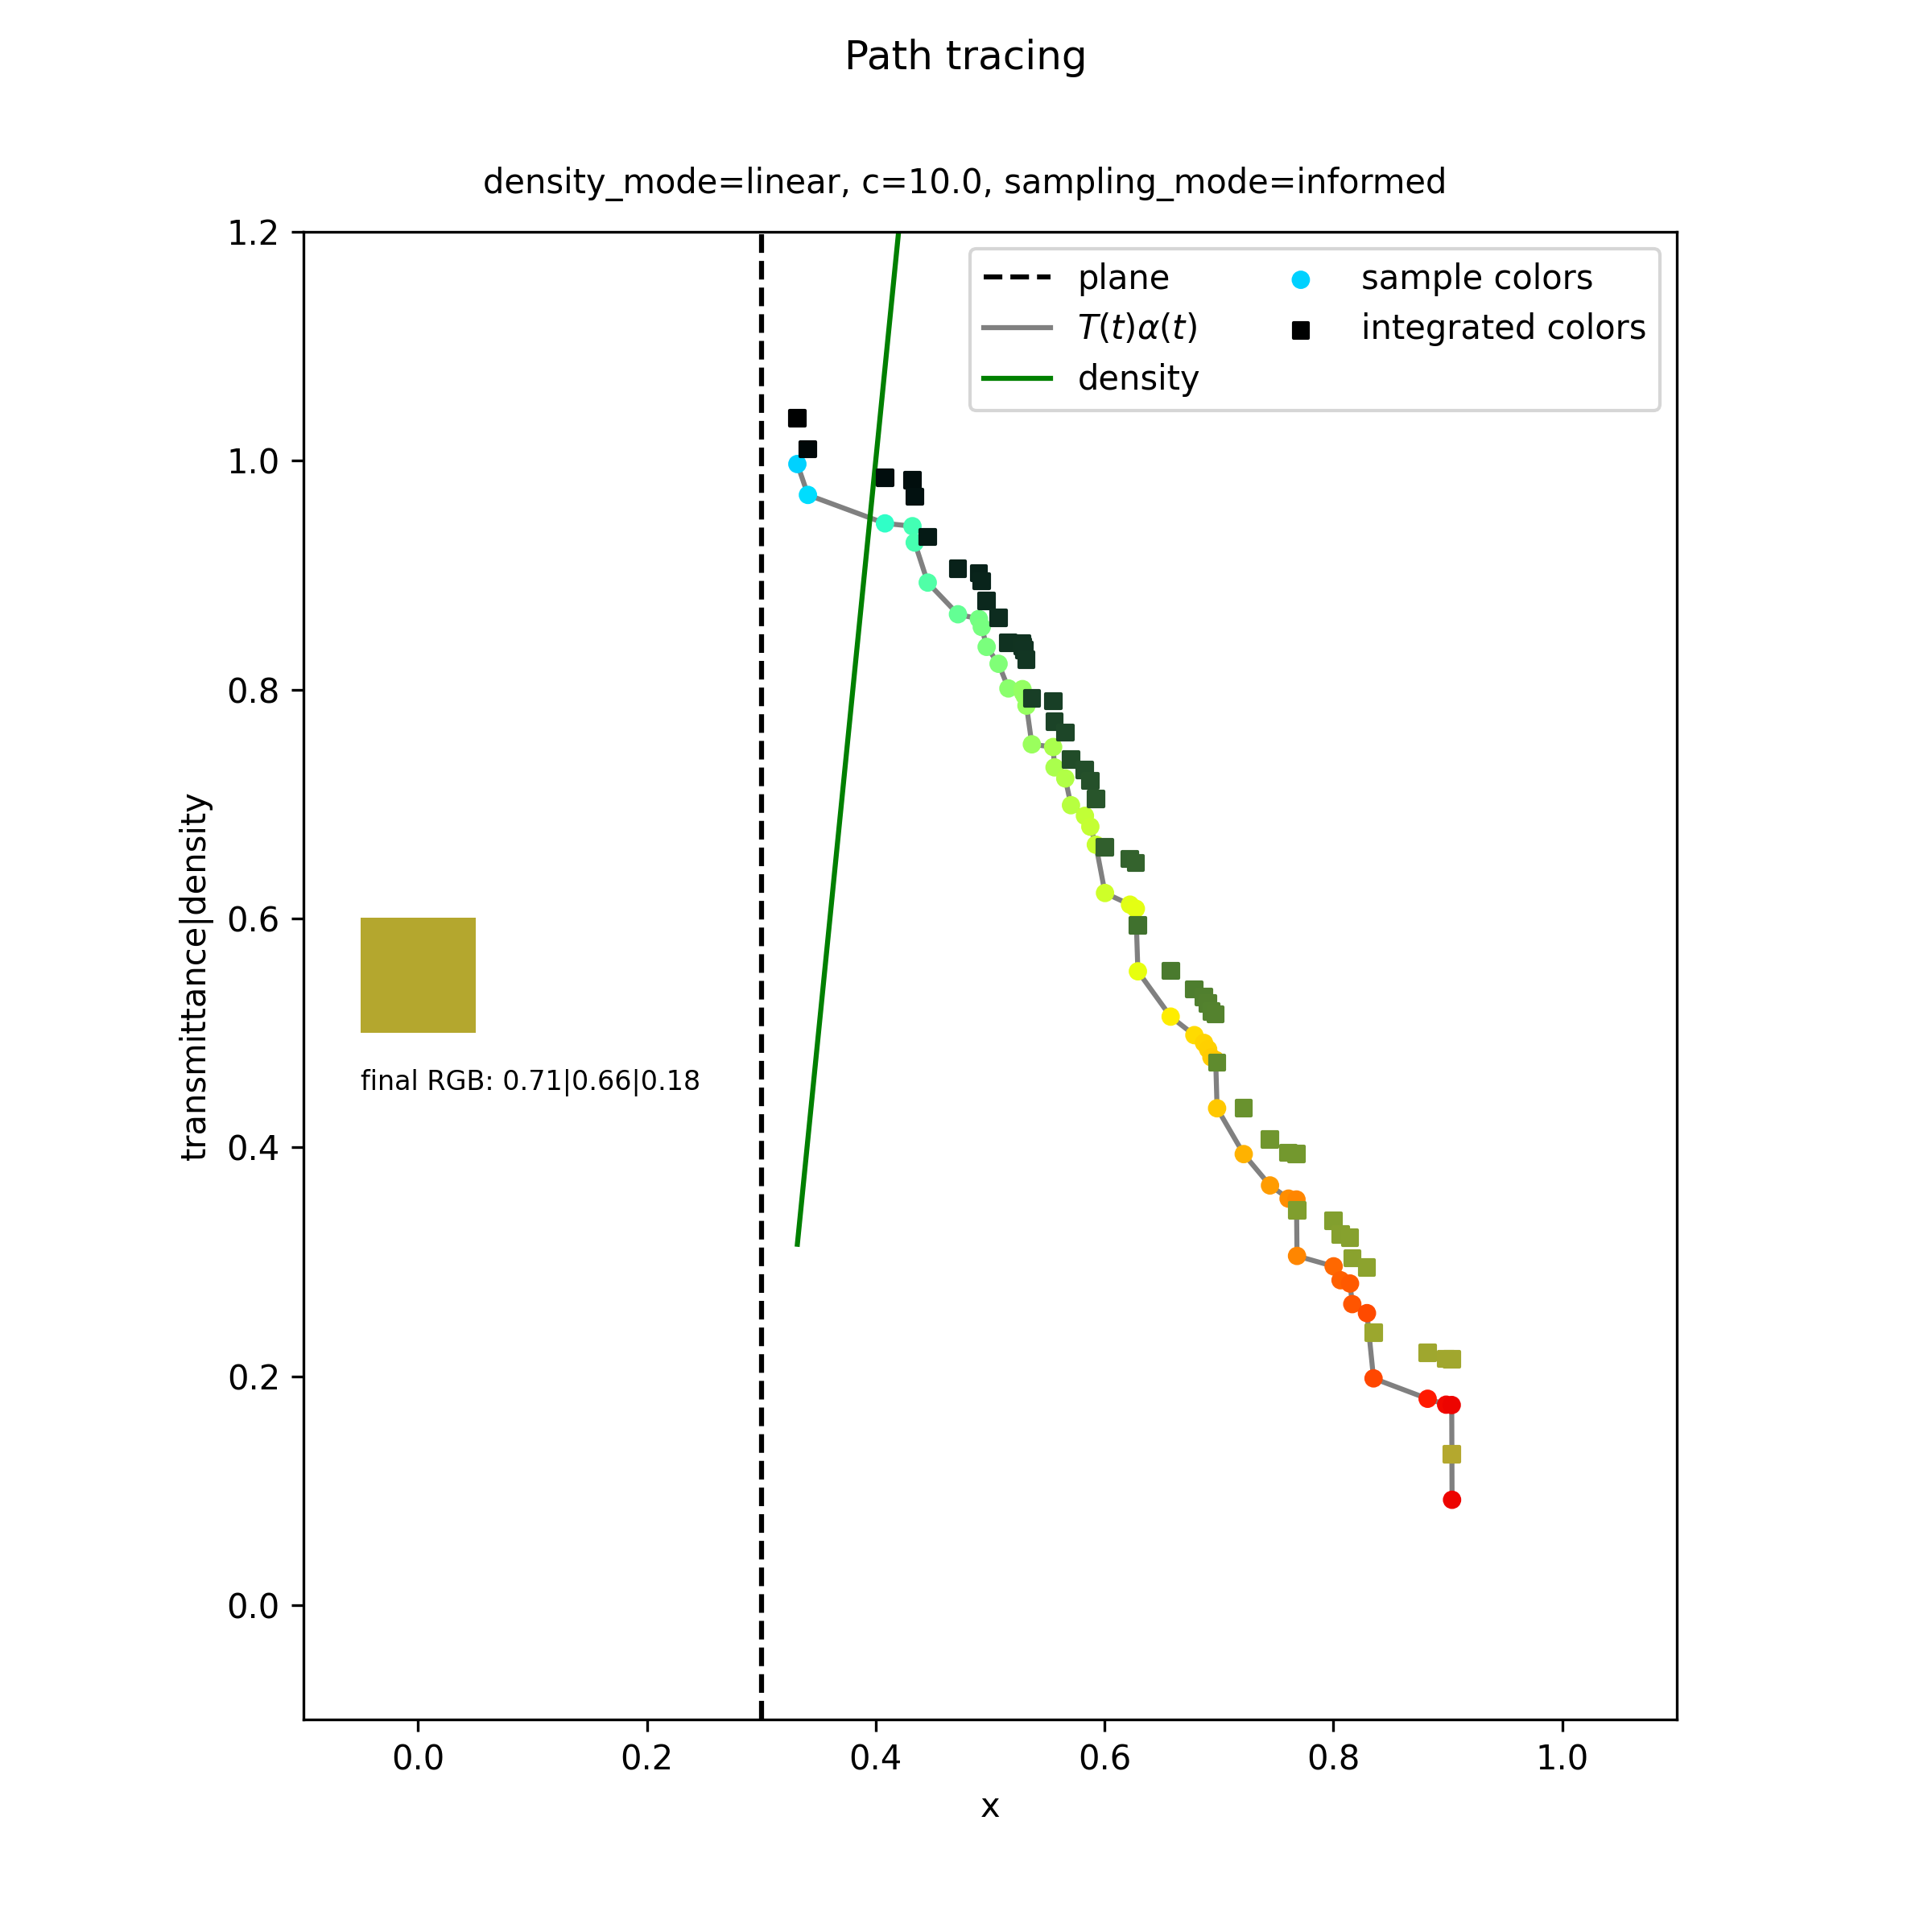 Path tracing
density_mode=linear, c=10.0, sampling_mode=informed
plane
T(t)α(t)
density
sample colors
integrated colors
1.2
1.0
0.8
0.6
0.4
0.2
0.0
transmittance|density
final RGB: 0.71|0.66|0.18
0.0 0.2 0.4 0.6 0.8 1.0
x